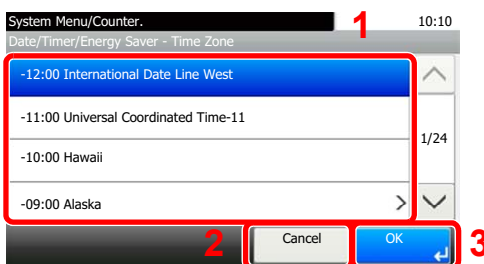 System Menu/Counter.
1
10:10
Date/Timer/Energy Saver - Time Zone
-12:00 International Date Line West
-11:00 Universal Coordinated Time-11
1/24
-10:00 Hawaii
-09:00 Alaska
2
Cancel
OK
3